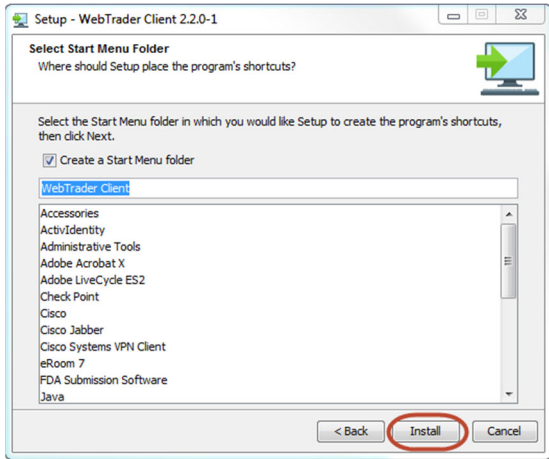 Setup - WebTrader Client 2.2.0-1
Select Start Menu Folder
Where should Setup place the program's shortcuts?
Select the Start Menu folder in which you would like Setup to create the program's shortcuts,
then click Next.
Create a Start Menu folder
WebTrader Client
Accessories
ActivIdentity
Administrative Tools
Adobe Acrobat X
Adobe LiveCycle ES2
Check Point
Cisco
Cisco Jabber
Cisco Systems VPN Client
eRoom 7
FDA Submission Software
Java
< Back Install Cancel